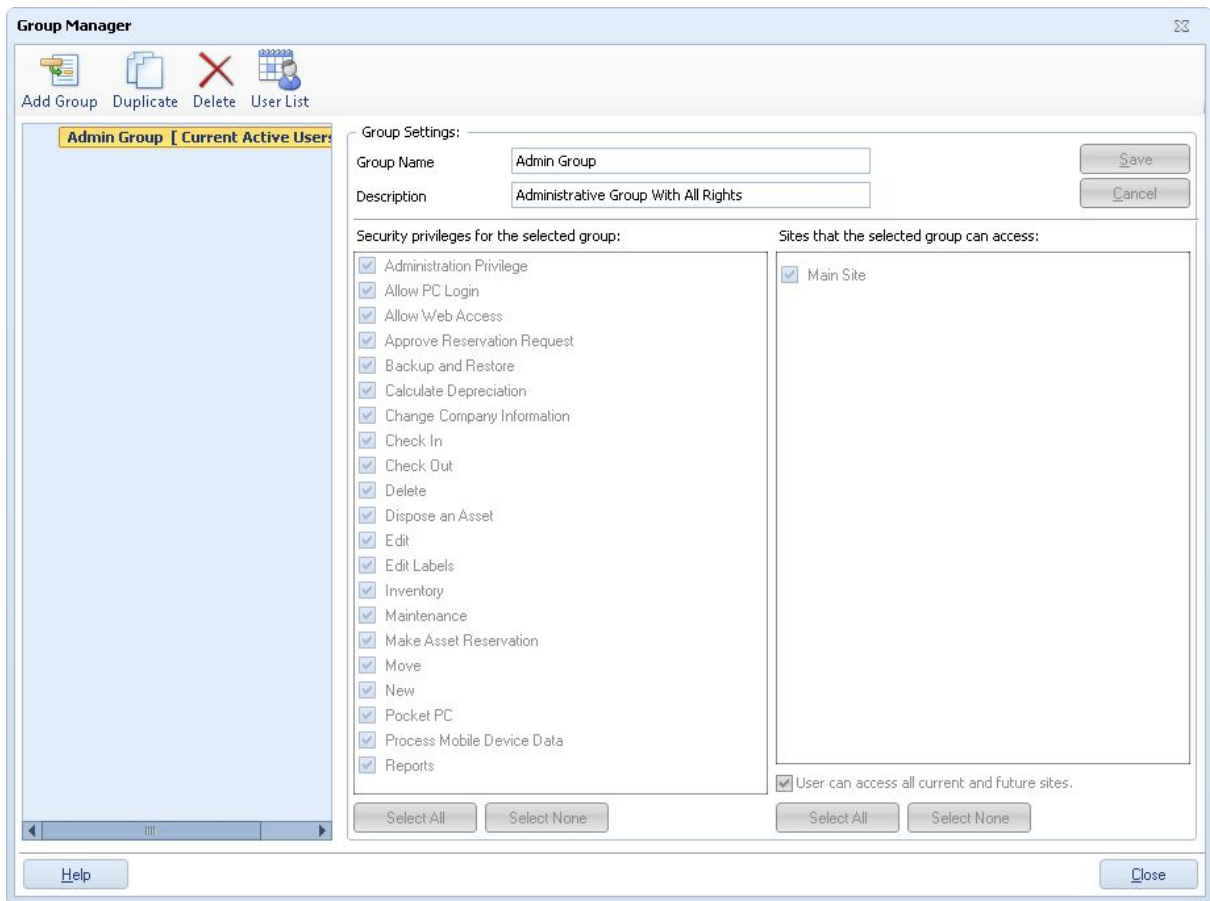 Group Manager
Add Group Duplicate Delete User List
Admin Group [ Current Active Users
Group Settings:
Group Name Admin Group Save
Description Administrative Group With All Rights Cancel
Security privileges for the selected group:
Administration Privilege
Allow PC Login
Allow Web Access
Approve Reservation Request
Backup and Restore
Calculate Depreciation
Change Company Information
Check In
Check Out
Delete
Dispose an Asset
Edit
Edit Labels
Inventory
Maintenance
Make Asset Reservation
Move
New
Pocket PC
Process Mobile Device Data
Reports
Select All Select None
Sites that the selected group can access:
Main Site
User can access all current and future sites.
Select All Select None
Help Close